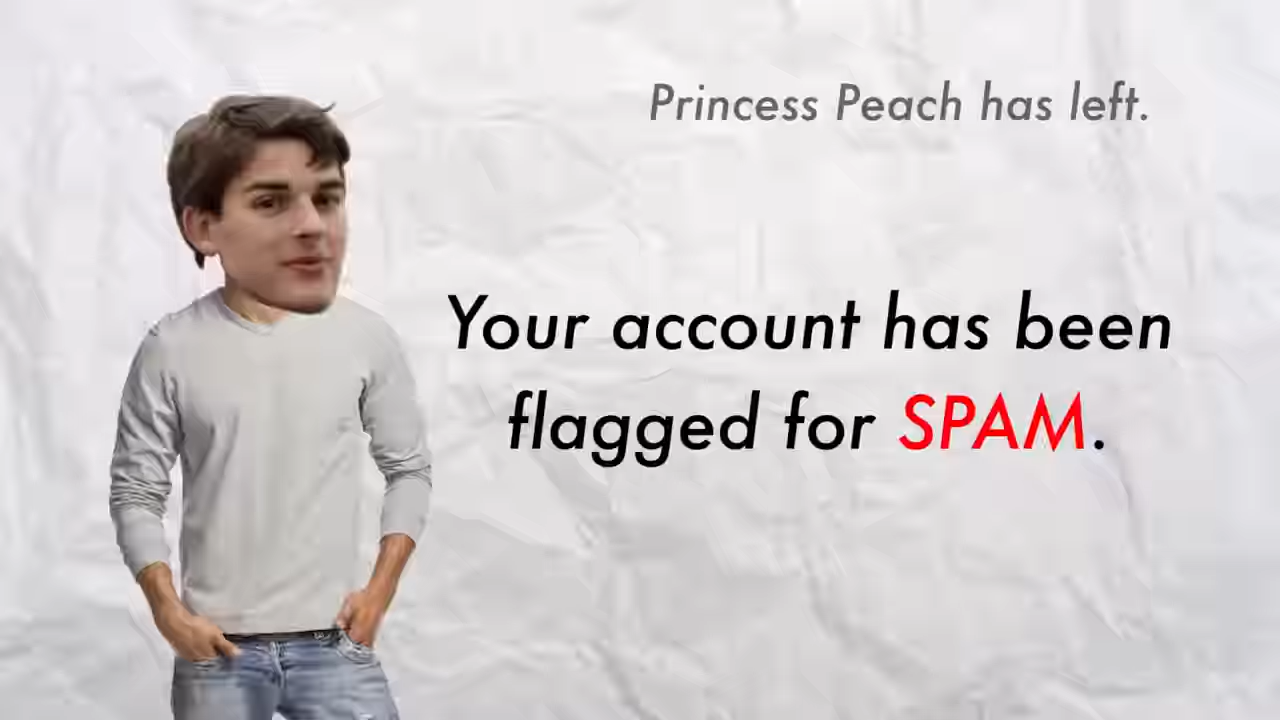 Princess Peach has left.
Your account has been
flagged for SPAM.